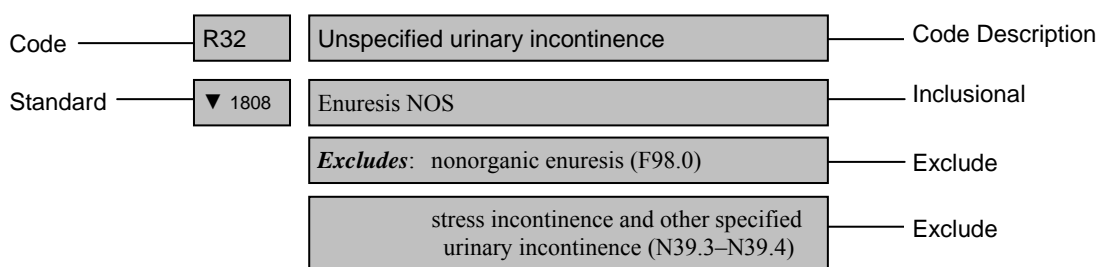 Code R32 Unspecified urinary incontinence Code Description
Standard ▼ 1808 Enuresis NOS Inclusional
Excludes: nonorganic enuresis (F98.0) Exclude
stress incontinence and other specified
urinary incontinence (N39.3–N39.4) Exclude